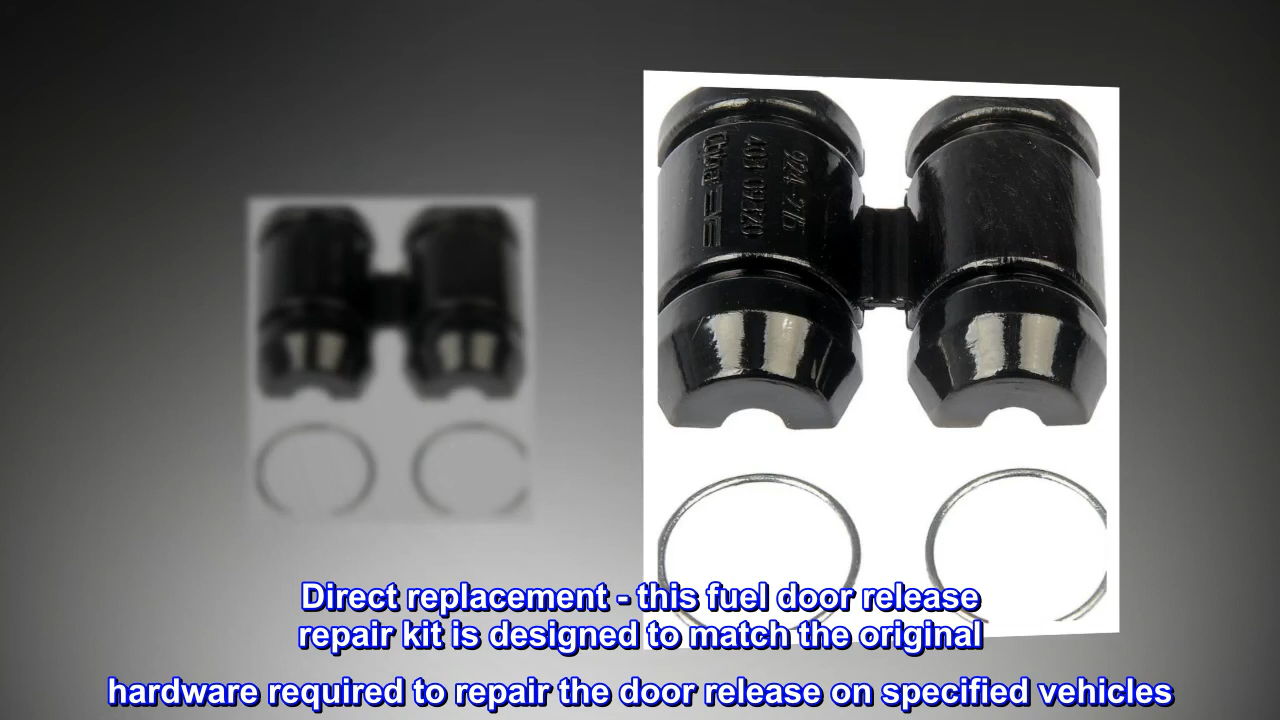 924-215
Direct replacement - this fuel door release
repair kit is designed to match the original
hardware required to repair the door release on specified vehicles